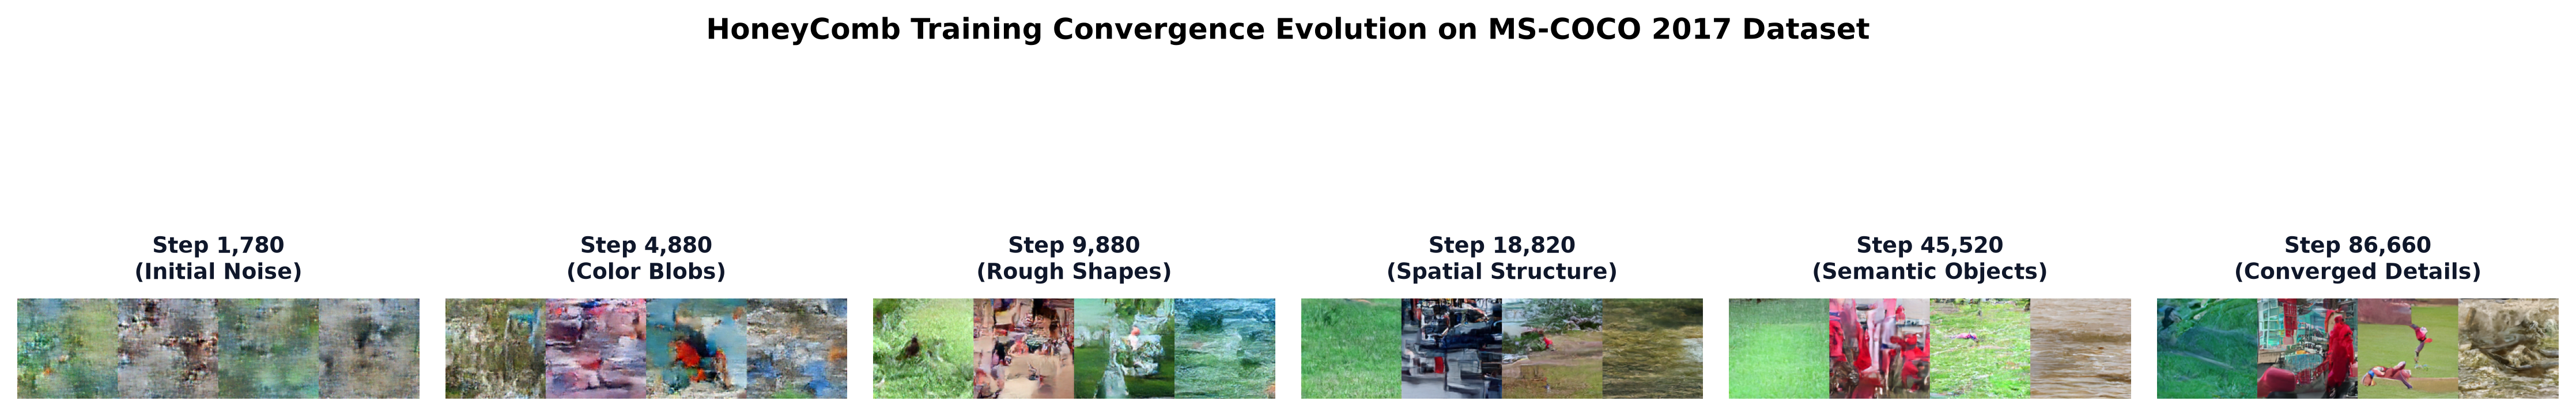 HoneyComb Training Convergence Evolution on MS-COCO 2017 Dataset
Step 1,780
(Initial Noise)
Step 4,880
(Color Blobs)
Step 9,880
(Rough Shapes)
Step 18,820
(Spatial Structure)
Step 45,520
(Semantic Objects)
Step 86,660
(Converged Details)